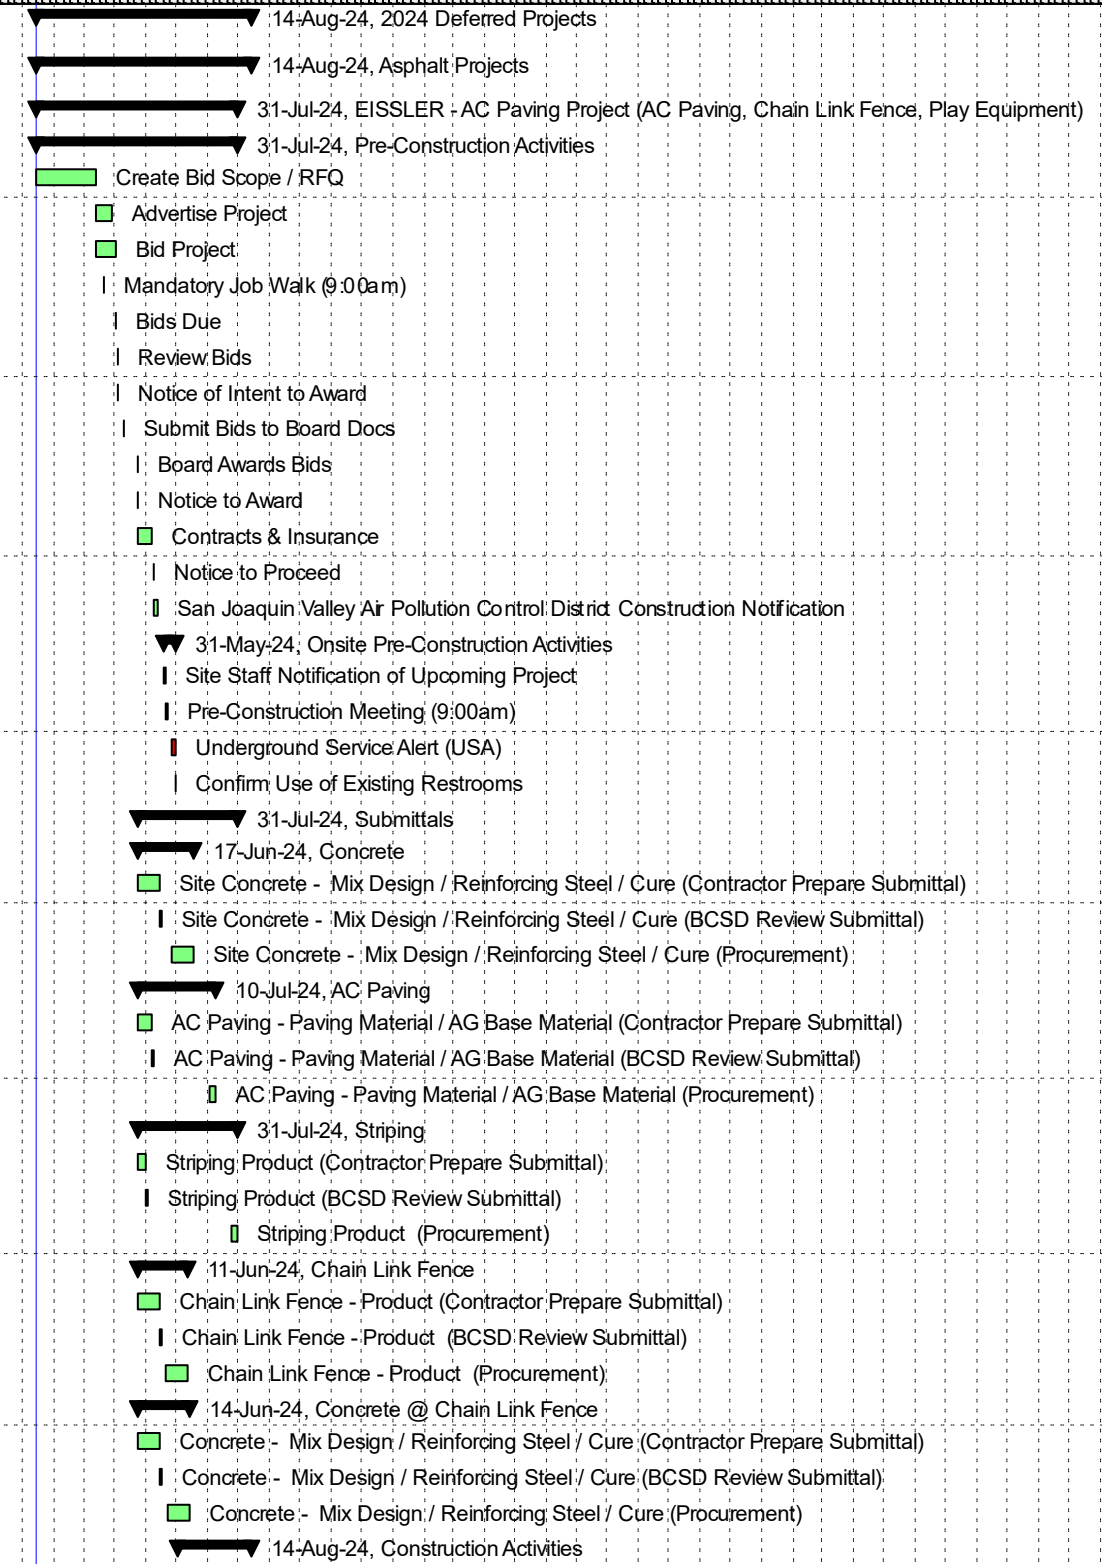 14-Aug-24, 2024 Deferred Projects
14-Aug-24, Asphalt Projects
31-Jul-24, EISSLER - AC Paving Project (AC Paving, Chain Link Fence, Play Equipment)
31-Jul-24, Pre-Construction Activities
Create Bid Scope / RFQ
Advertise Project
Bid Project
Mandatory Job Walk (9:00am)
Bids Due
Review Bids
Notice of Intent to Award
Submit Bids to Board Docs
Board Awards Bids
Notice to Award
Contracts & Insurance
Notice to Proceed
San Joaquin Valley Air Pollution Control District Construction Notification
31-May-24, Onsite Pre-Construction Activities
Site Staff Notification of Upcoming Project
Pre-Construction Meeting (9:00am)
Underground Service Alert (USA)
Confirm Use of Existing Restrooms
31-Jul-24, Submittals
17-Jun-24, Concrete
Site Concrete - Mix Design / Reinforcing Steel / Cure (Contractor Prepare Submittal)
Site Concrete - Mix Design / Reinforcing Steel / Cure (BCSD Review Submittal)
Site Concrete - Mix Design / Reinforcing Steel / Cure (Procurement)
10-Jul-24, AC Paving
AC Paving - Paving Material / AG Base Material (Contractor Prepare Submittal)
AC Paving - Paving Material / AG Base Material (BCSD Review Submittal)
AC Paving - Paving Material / AG Base Material (Procurement)
31-Jul-24, Striping
Striping Product (Contractor Prepare Submittal)
Striping Product (BCSD Review Submittal)
Striping Product (Procurement)
11-Jun-24, Chain Link Fence
Chain Link Fence - Product (Contractor Prepare Submittal)
Chain Link Fence - Product (BCSD Review Submittal)
Chain Link Fence - Product (Procurement)
14-Jun-24, Concrete @ Chain Link Fence
Concrete - Mix Design / Reinforcing Steel / Cure (Contractor Prepare Submittal)
Concrete - Mix Design / Reinforcing Steel / Cure (BCSD Review Submittal)
Concrete - Mix Design / Reinforcing Steel / Cure (Procurement)
14-Aug-24, Construction Activities